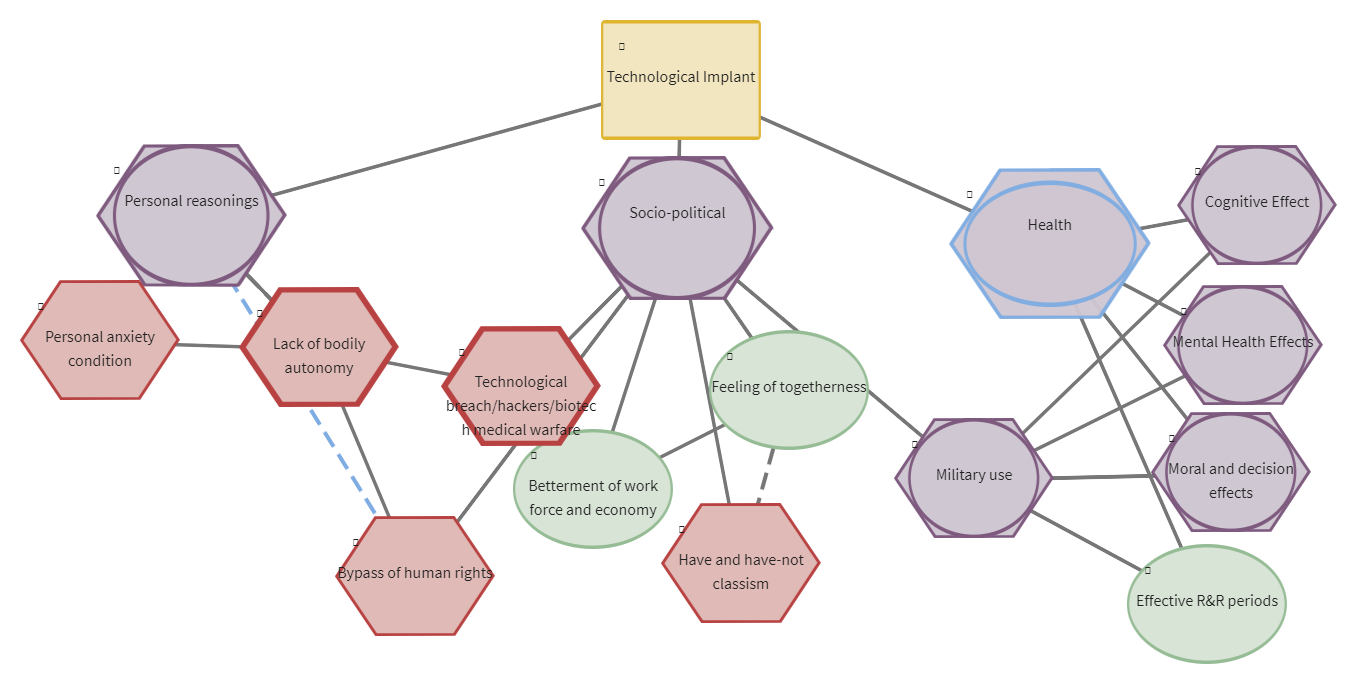 Technological Implant
Personal reasonings
Socio-political
Health
Cognitive Effect
Personal anxiety
condition
Lack of bodily
autonomy
Technological
breach/hackers/biotec
h medical warfare
Feeling of togetherness
Mental Health Effects
Betterment of work
force and economy
Military use
Moral and decision
effects
Bypass of human rights
Have and have-not
classism
Effective R&R periods